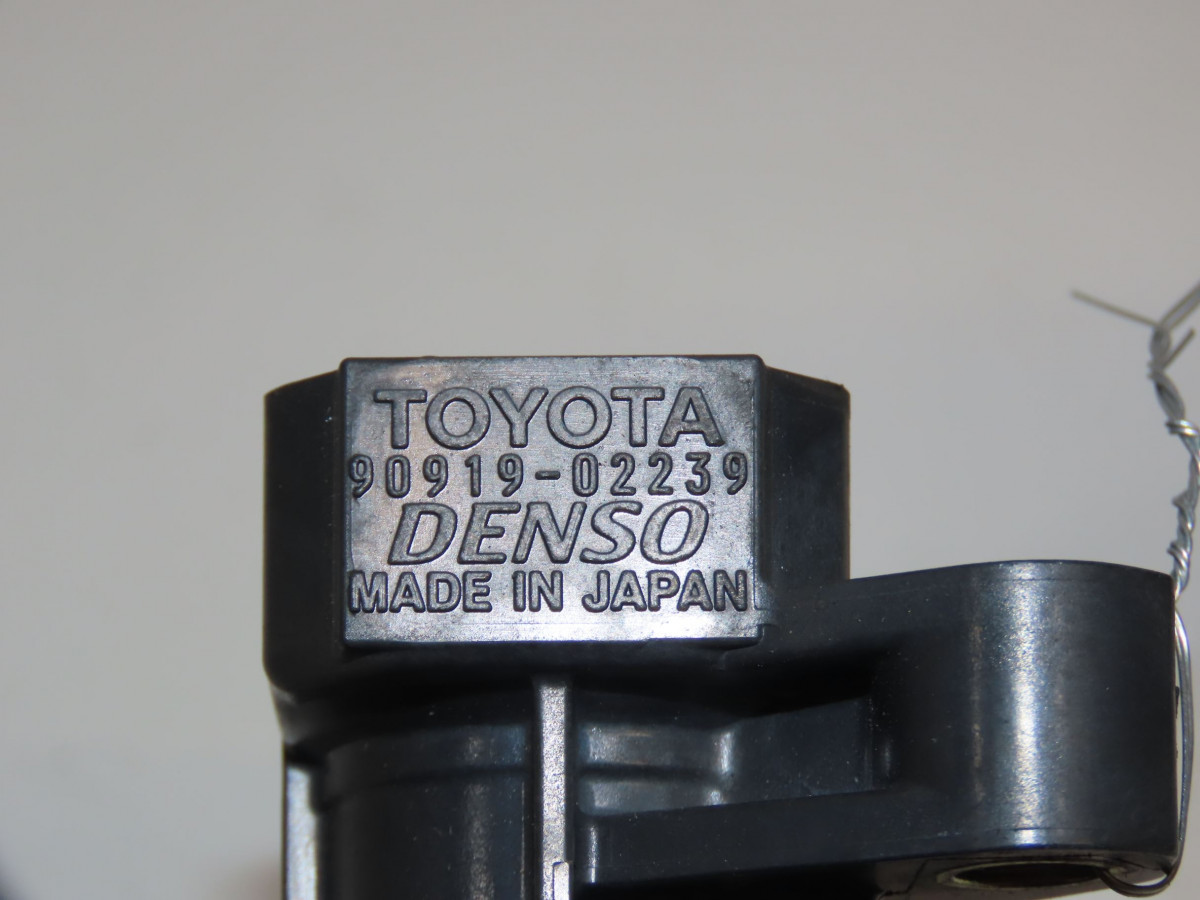 TOYOTA
90919-02239
DENSO
MADE IN JAPAN